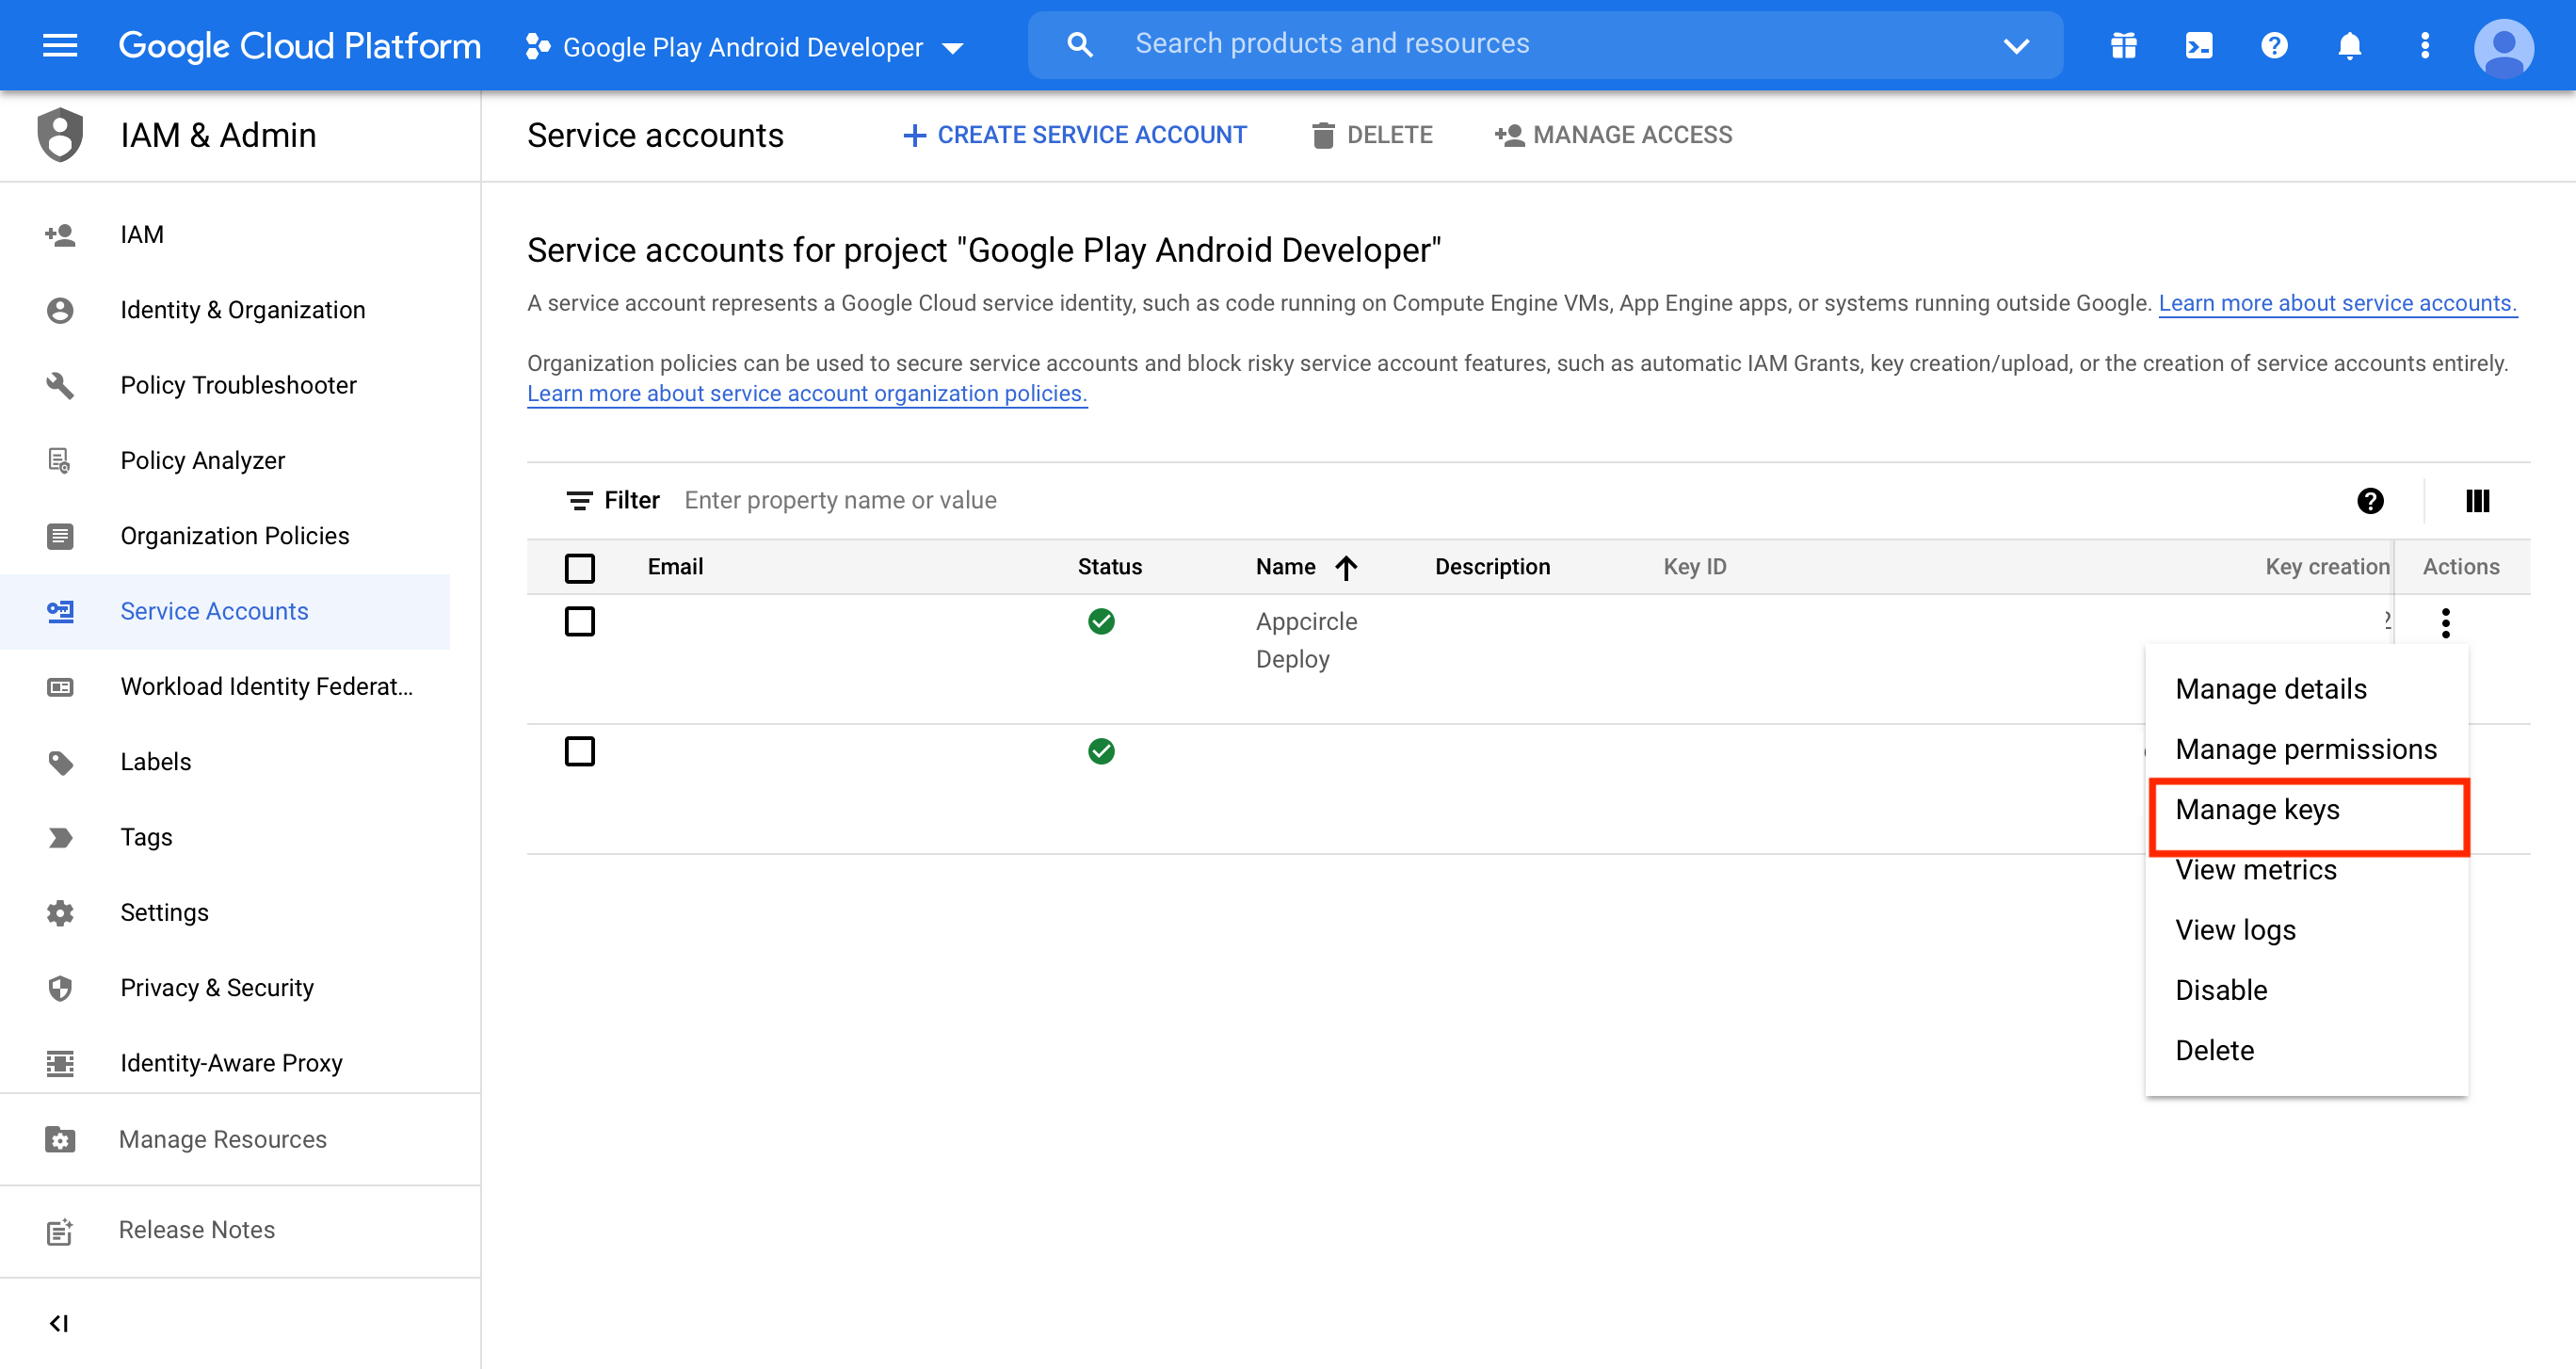 Google Cloud Platform
Google Play Android Developer
Search products and resources
IAM & Admin
Service accounts
CREATE SERVICE ACCOUNT
DELETE
MANAGE ACCESS
IAM
Identity & Organization
Policy Troubleshooter
Policy Analyzer
Organization Policies
Service Accounts
Workload Identity Federat...
Labels
Tags
Settings
Privacy & Security
Identity-Aware Proxy
Manage Resources
Release Notes
Service accounts for project "Google Play Android Developer"
A service account represents a Google Cloud service identity, such as code running on Compute Engine VMs, App Engine apps, or systems running outside Google. Learn more about service accounts.
Organization policies can be used to secure service accounts and block risky service account features, such as automatic IAM Grants, key creation/upload, or the creation of service accounts entirely.
Learn more about service account organization policies.
Filter Enter property name or value
Email Status Name Description Key ID Key creation Actions
Appcircle
Deploy
Manage details
Manage permissions
Manage keys
View metrics
View logs
Disable
Delete